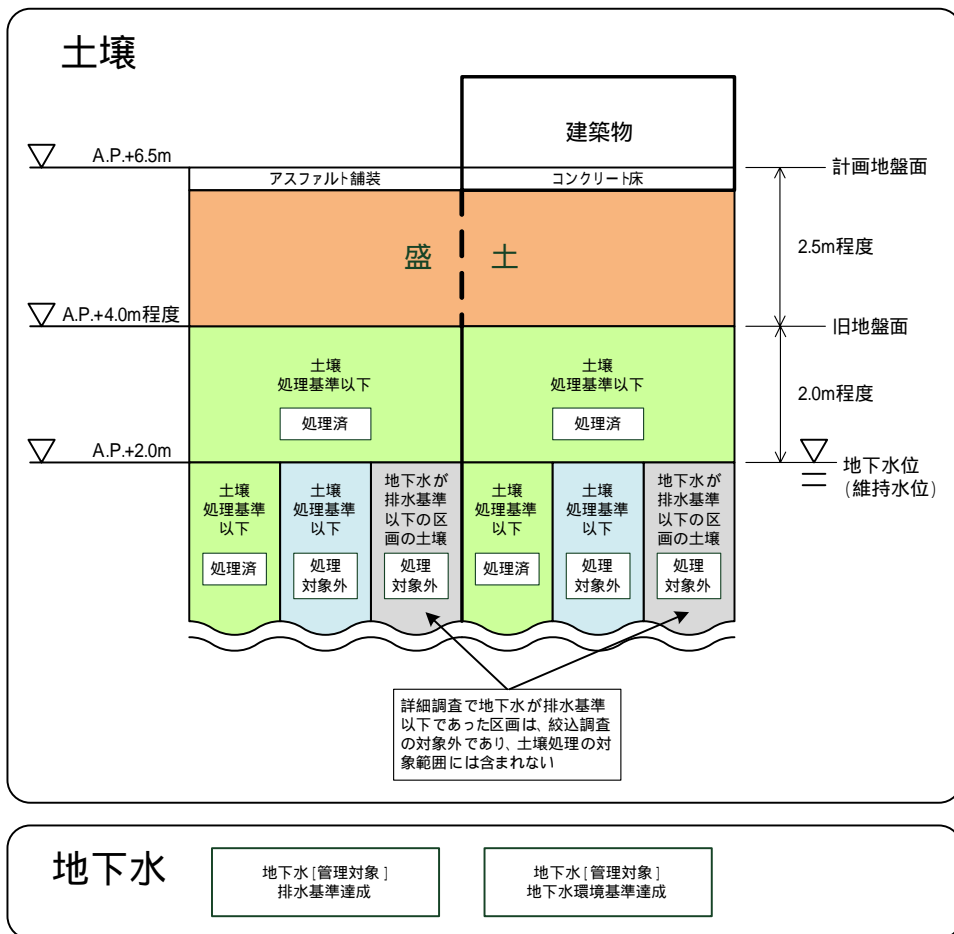 土壌
建築物
A.P.+6.5m
計画地盤面
アスファルト舗装
コンクリート床
盛土
2.5m程度
A.P.+4.0m程度
旧地盤面
土壌
処理基準以下
処理済
土壌
処理基準以下
処理済
2.0m程度
A.P.+2.0m
地下水位
(維持水位)
土壌
処理基準
以下
処理済
土壌
処理基準
以下
処理
対象外
地下水が
排水基準
以下の区
画の土壌
処理
対象外
土壌
処理基準
以下
処理済
土壌
処理基準
以下
処理
対象外
地下水が
排水基準
以下の区
画の土壌
処理
対象外
詳細調査で地下水が排水基準
以下であった区画は、絞込調査
の対象外であり、土壌処理の対
象範囲には含まれない
地下水
地下水[管理対象]
排水基準達成
地下水[管理対象]
地下水環境基準達成